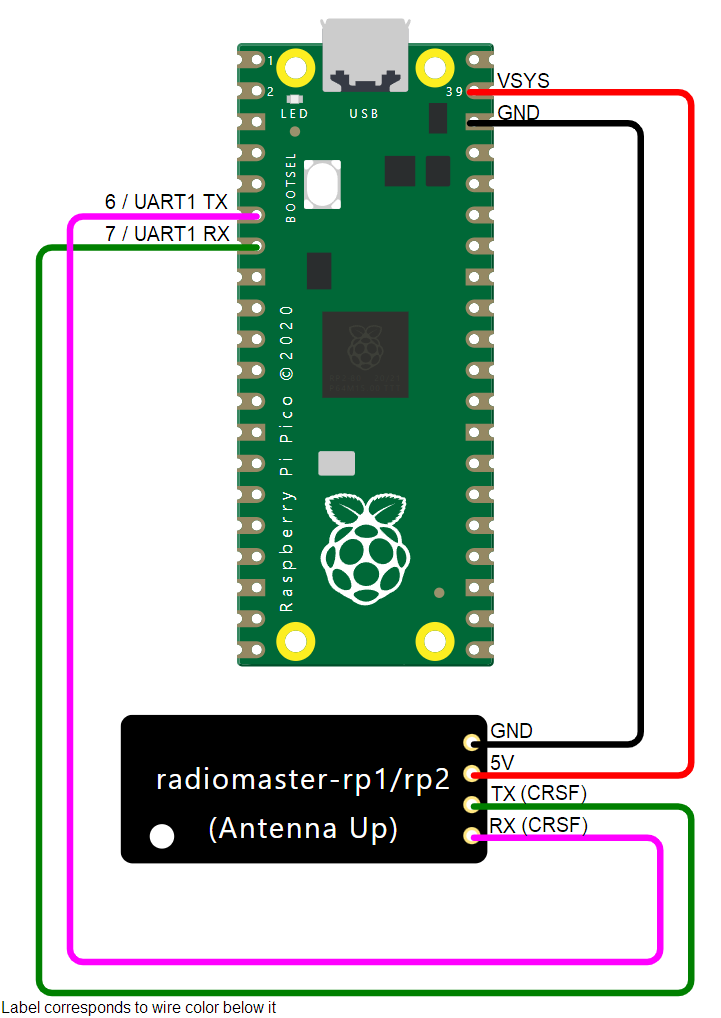 1
2
39
LED
USB
VSYS
GND
BOOTSEL
6 / UART1 TX
7 / UART1 RX
Raspberry Pi Pico ©2020
radiomaster-rp1/rp2
(Antenna Up)
GND
5V
TX (CRSF)
RX (CRSF)
Label corresponds to wire color below it